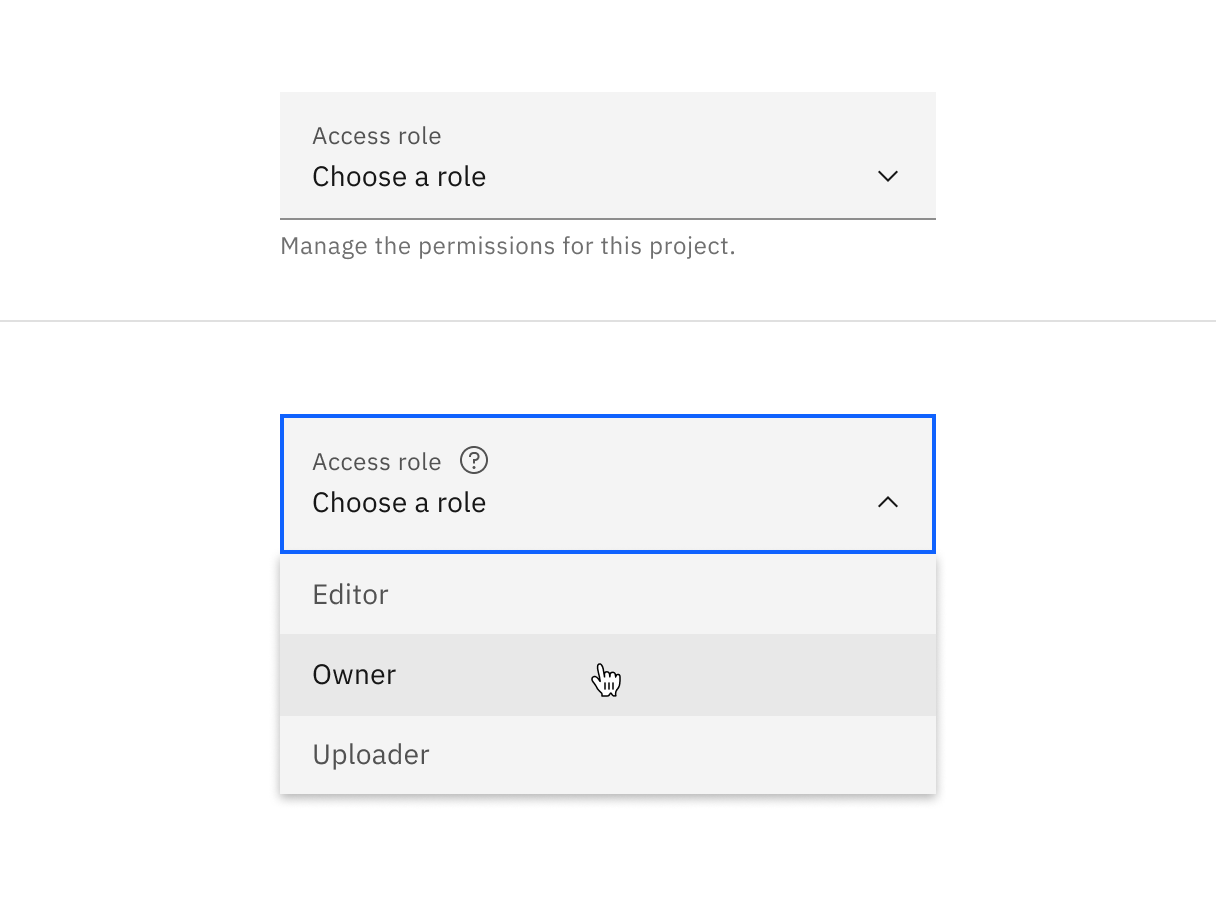 Access role
Choose a role
Manage the permissions for this project.
Access role ?
Choose a role
Editor
Owner
Uploader